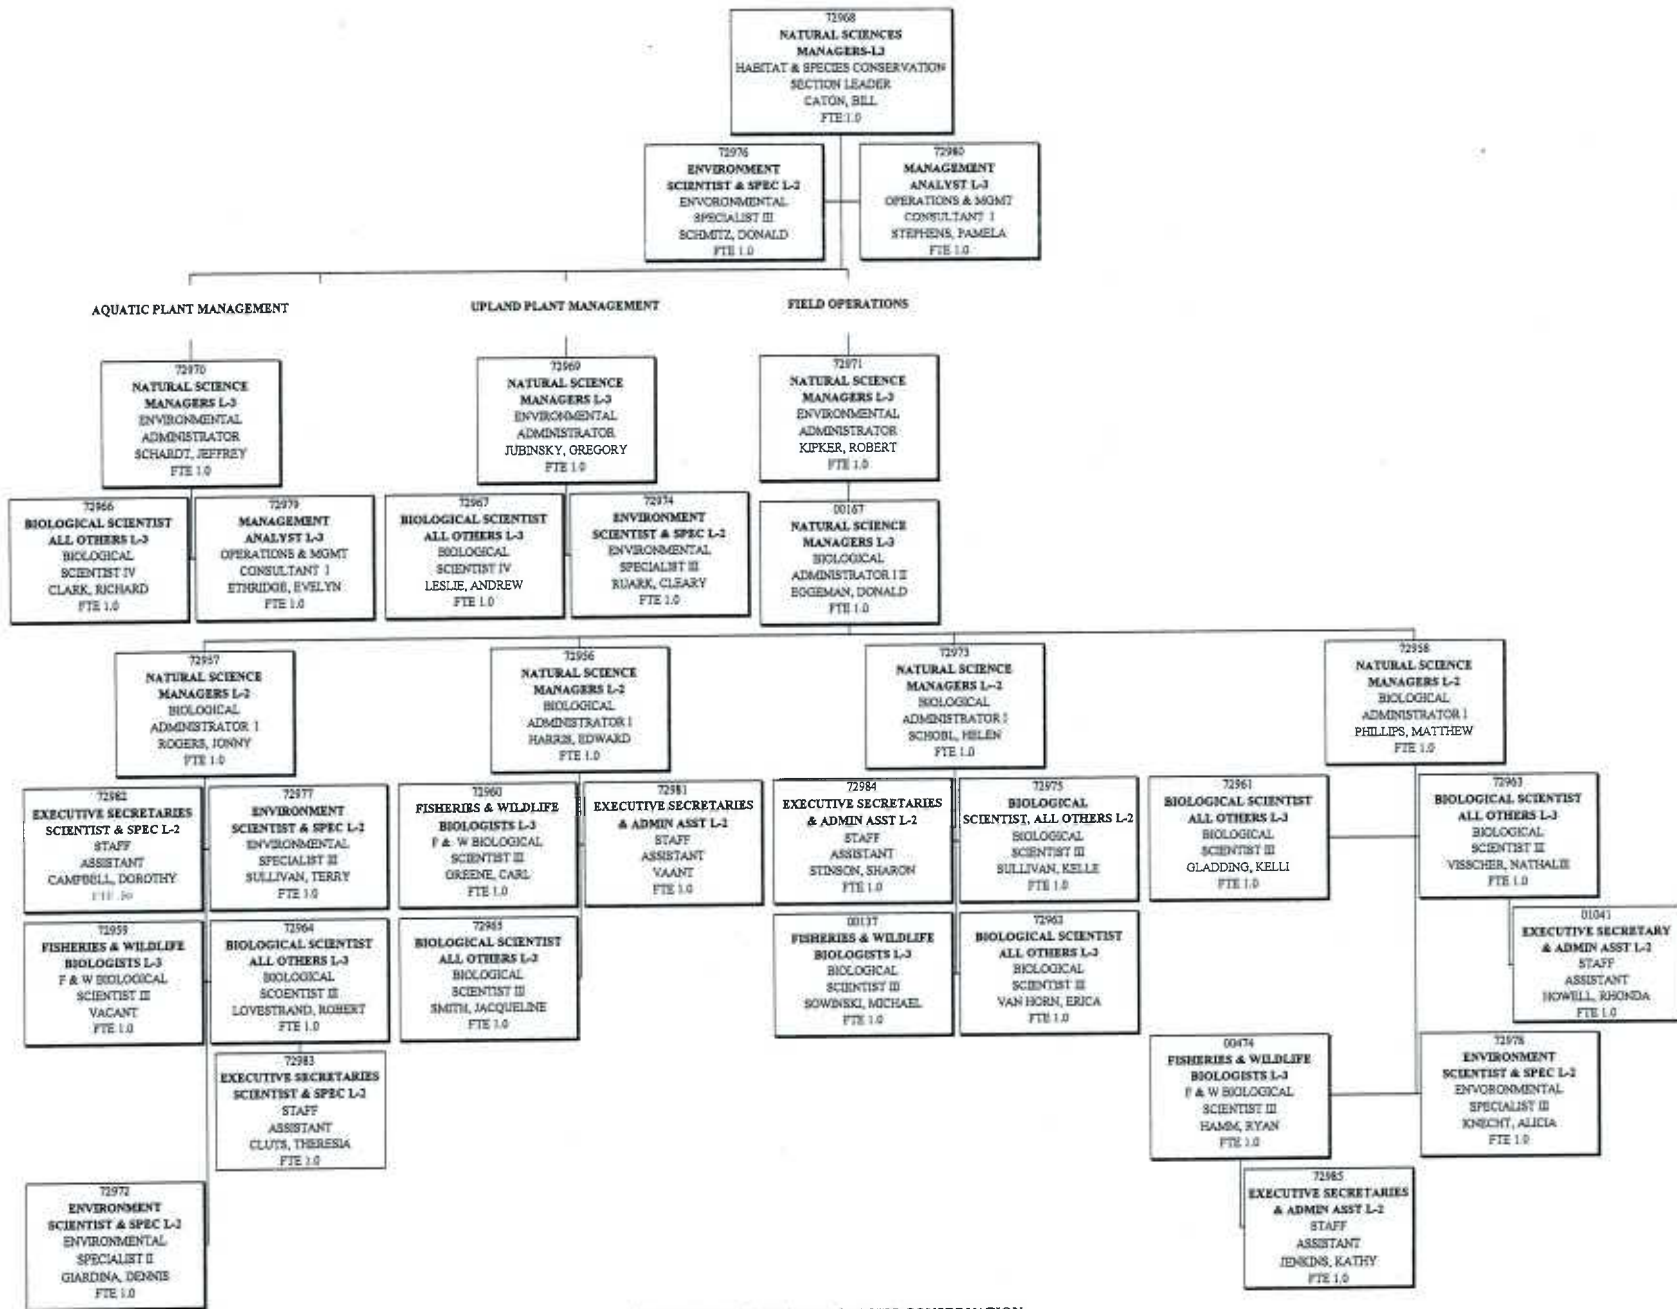 72968
NATURAL SCIENCES
MANAGERS-L3
HABITAT & SPECIES CONSERVATION
SECTION LEADER
CATON, BILL
FTE 1.0
72976
ENVIRONMENT
SCIENTIST & SPEC L-2
ENVORONMENTAL
SPECIALIST III
SCHMITZ, DONALD
FTE 1.0
72980
MANAGEMENT
ANALYST L-3
OPERATIONS & MGMT
CONSULTANT I
STEPHENS, PAMELA
FTE 1.0
AQUATIC PLANT MANAGEMENT
UPLAND PLANT MANAGEMENT
FIELD OPERATIONS
72970
NATURAL SCIENCE
MANAGERS L-3
ENVIRONMENTAL
ADMINISTRATOR
SCHARDT, JEFFREY
FTE 1.0
72969
NATURAL SCIENCE
MANAGERS L-3
ENVIRONMENTAL
ADMINISTRATOR
JUBINSKY, GREGORY
FTE 1.0
72971
NATURAL SCIENCE
MANAGERS L-3
ENVIRONMENTAL
ADMINISTRATOR
KIPKER, ROBERT
FTE 1.0
72966
BIOLOGICAL SCIENTIST
ALL OTHERS L-3
BIOLOGICAL
SCIENTIST IV
CLARK, RICHARD
FTE 1.0
72979
MANAGEMENT
ANALYST L-3
OPERATIONS & MGMT
CONSULTANT I
ETHRIDGE, EVELYN
FTE 1.0
72967
BIOLOGICAL SCIENTIST
ALL OTHERS L-3
BIOLOGICAL
SCIENTIST IV
LESLIE, ANDREW
FTE 1.0
72974
ENVIRONMENT
SCIENTIST & SPEC L-2
ENVIRONMENTAL
SPECIALIST III
RUARK, CLEARY
FTE 1.0
00167
NATURAL SCIENCE
MANAGERS L-3
BIOLOGICAL
ADMINISTRATOR I II
EGGEMAN, DONALD
FTE 1.0
72957
NATURAL SCIENCE
MANAGERS L-2
BIOLOGICAL
ADMINISTRATOR I
ROGERS, JONNY
FTE 1.0
72956
NATURAL SCIENCE
MANAGERS L-2
BIOLOGICAL
ADMINISTRATOR I
HARRIS, EDWARD
FTE 1.0
72973
NATURAL SCIENCE
MANAGERS L--2
BIOLOGICAL
ADMINISTRATOR I
SCHOBL, HELEN
FTE 1.0
72958
NATURAL SCIENCE
MANAGERS L-2
BIOLOGICAL
ADMINISTRATOR I
PHILLIPS, MATTHEW
FTE 1.0
72982
EXECUTIVE SECRETARIES
SCIENTIST & SPEC L-2
STAFF
ASSISTANT
CAMPBELL, DOROTHY
72977
ENVIRONMENT
SCIENTIST & SPEC L-2
ENVIRONMENTAL
SPECIALIST III
SULLIVAN, TERRY
FTE 1.0
72960
FISHERIES & WILDLIFE
BIOLOGISTS L-3
F & W BIOLOGICAL
SCIENTIST III
GREENE, CARL
FTE 1.0
72981
EXECUTIVE SECRETARIES
& ADMIN ASST L-2
STAFF
ASSISTANT
VAANT
FTE 1.0
72984
EXECUTIVE SECRETARIES
& ADMIN ASST L-2
STAFF
ASSISTANT
STINSON, SHARON
FTE 1.0
72975
BIOLOGICAL
SCIENTIST, ALL OTHERS L-2
BIOLOGICAL
SCIENTIST III
SULLIVAN, KELLE
FTE 1.0
72961
BIOLOGICAL SCIENTIST
ALL OTHERS L-3
BIOLOGICAL
SCIENTIST III
GLADDING, KELLI
FTE 1.0
72963
BIOLOGICAL SCIENTIST
ALL OTHERS L-3
BIOLOGICAL
SCIENTIST III
VISSCHER, NATHALIE
FTE 1.0
72959
FISHERIES & WILDLIFE
BIOLOGISTS L-3
F & W BIOLOGICAL
SCIENTIST III
VACANT
FTE 1.0
72964
BIOLOGICAL SCIENTIST
ALL OTHERS L-3
BIOLOGICAL
SCOENTIST III
LOVESTRAND, ROBERT
FTE 1.0
72965
BIOLOGICAL SCIENTIST
ALL OTHERS L-3
BIOLOGICAL
SCIENTIST III
SMITH, JACQUELINE
FTE 1.0
00137
FISHERIES & WILDLIFE
BIOLOGISTS L-3
BIOLOGICAL
SCIENTIST III
SOWINSKI, MICHAEL
FTE 1.0
72962
BIOLOGICAL SCIENTIST
ALL OTHERS L-3
BIOLOGICAL
SCIENTIST III
VAN HORN, ERICA
FTE 1.0
01041
EXECUTIVE SECRETARY
& ADMIN ASST L-2
STAFF
ASSISTANT
HOWELL, RHONDA
FTE 1.0
72983
EXECUTIVE SECRETARIES
SCIENTIST & SPEC L-2
STAFF
ASSISTANT
CLUTS, THERESIA
FTE 1.0
00474
FISHERIES & WILDLIFE
BIOLOGISTS L-3
F & W BIOLOGICAL
SCIENTIST III
HAMM, RYAN
FTE 1.0
72978
ENVIRONMENT
SCIENTIST & SPEC L-2
ENVORONMENTAL
SPECIALIST III
KNECHT, ALICIA
FTE 1.0
72972
ENVIRONMENT
SCIENTIST & SPEC L-2
ENVIRONMENTAL
SPECIALIST II
GIARDINA, DENNIS
FTE 1.0
72985
EXECUTIVE SECRETARIES
& ADMIN ASST L-2
STAFF
ASSISTANT
JENKINS, KATHY
FTE 1.0